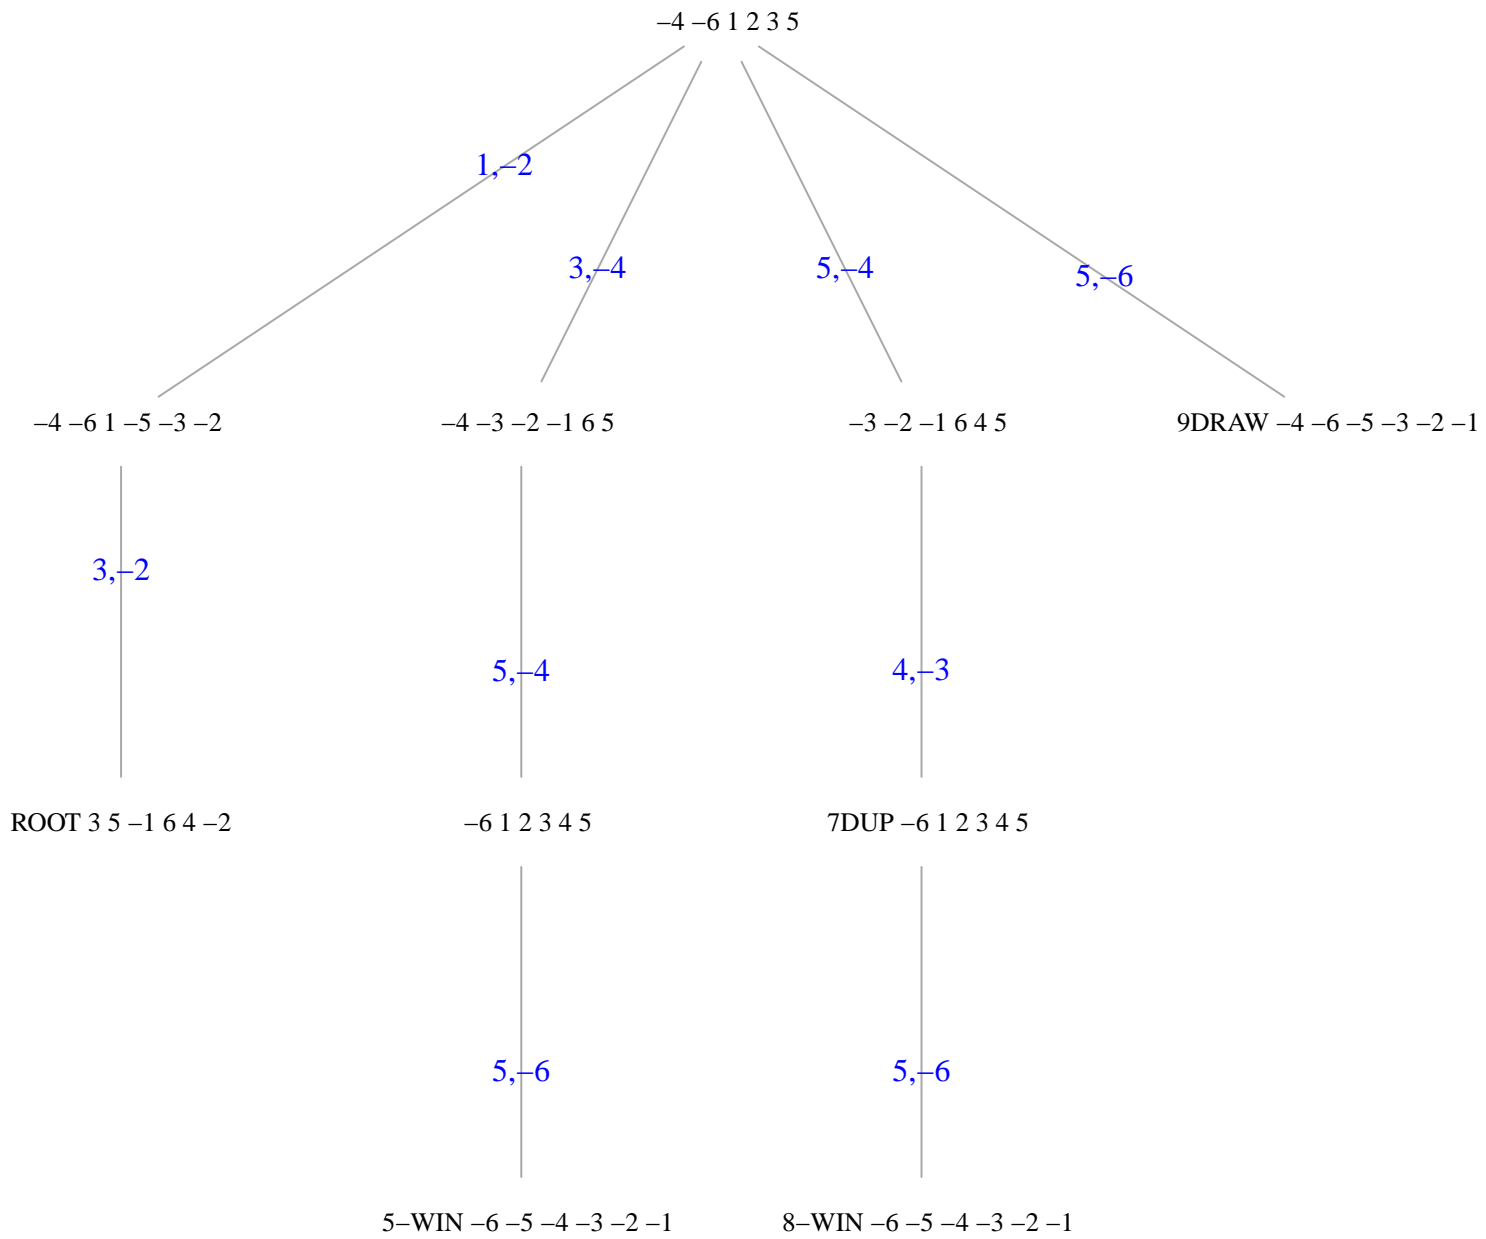 –4 –6 1 2 3 5
1,–2
3,–4
5,–4
5,–6
–4 –6 1 –5 –3 –2
–4 –3 –2 –1 6 5
–3 –2 –1 6 4 5
9DRAW –4 –6 –5 –3 –2 –1
3,–2
5,–4
4,–3
ROOT 3 5 –1 6 4 –2
–6 1 2 3 4 5
7DUP –6 1 2 3 4 5
5,–6
5,–6
5–WIN –6 –5 –4 –3 –2 –1
8–WIN –6 –5 –4 –3 –2 –1